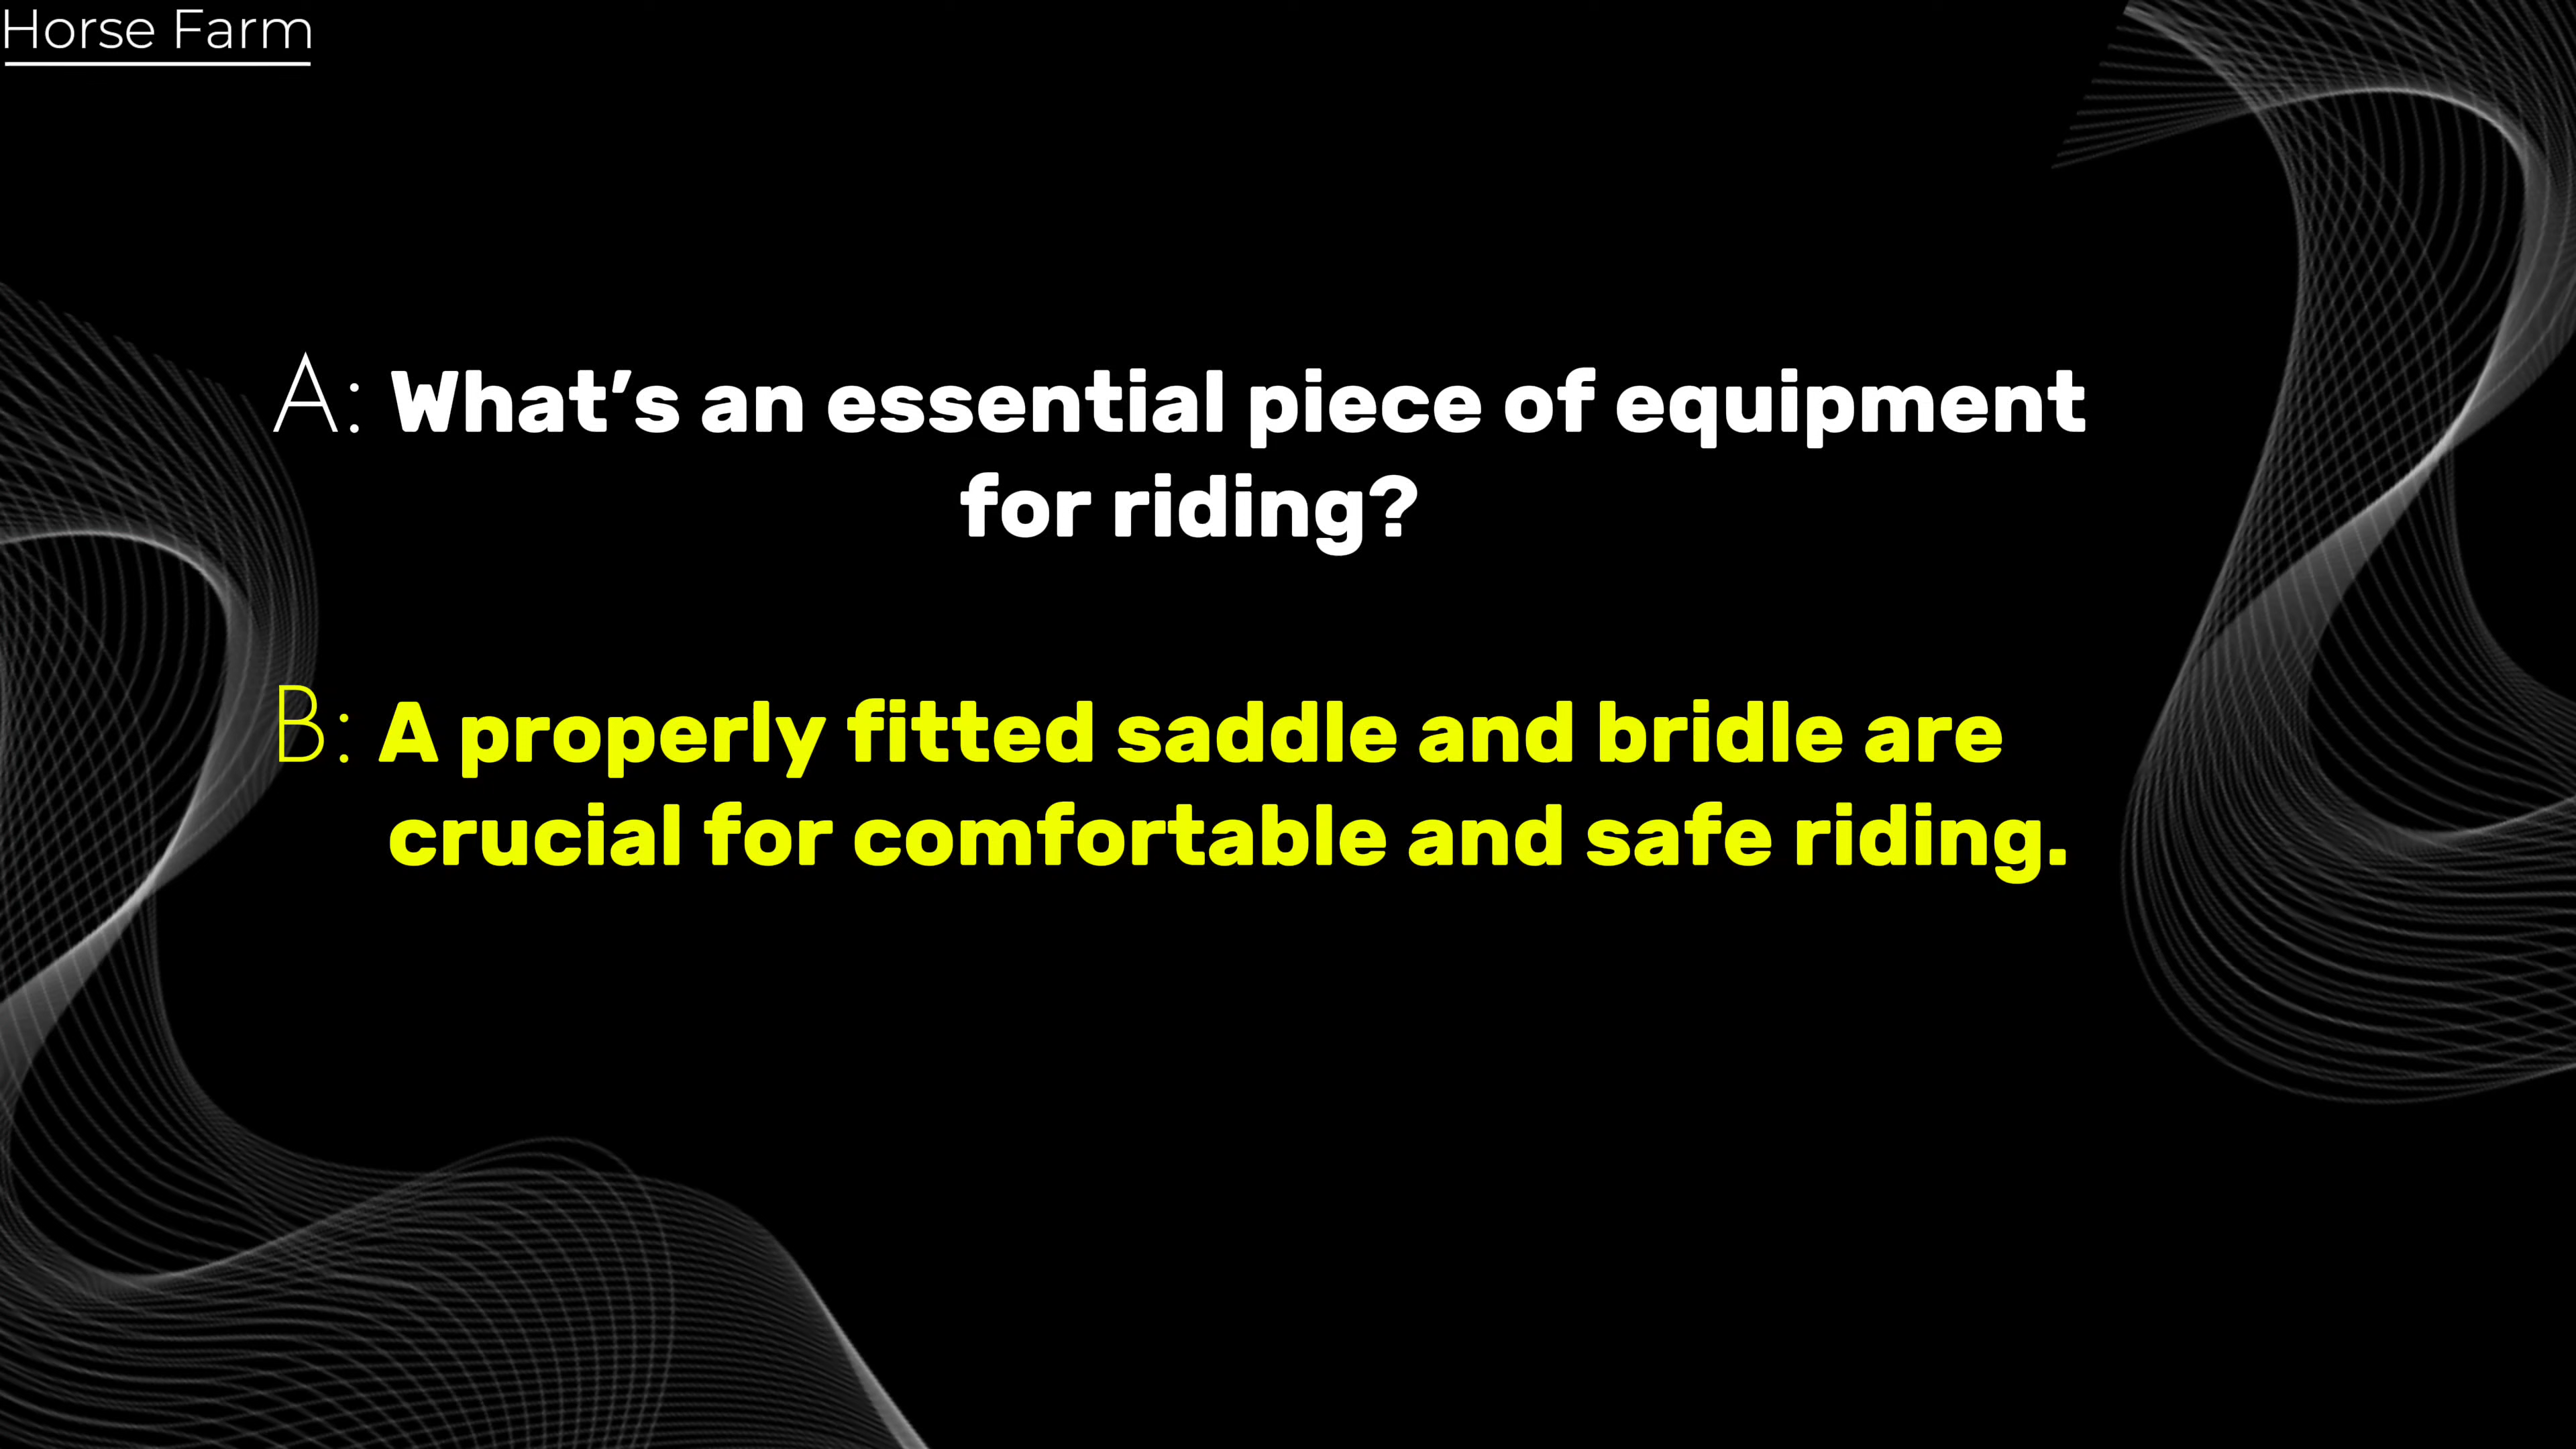 Horse Farm
A: What’s an essential piece of equipment
for riding?
B: A properly fitted saddle and bridle are
crucial for comfortable and safe riding.